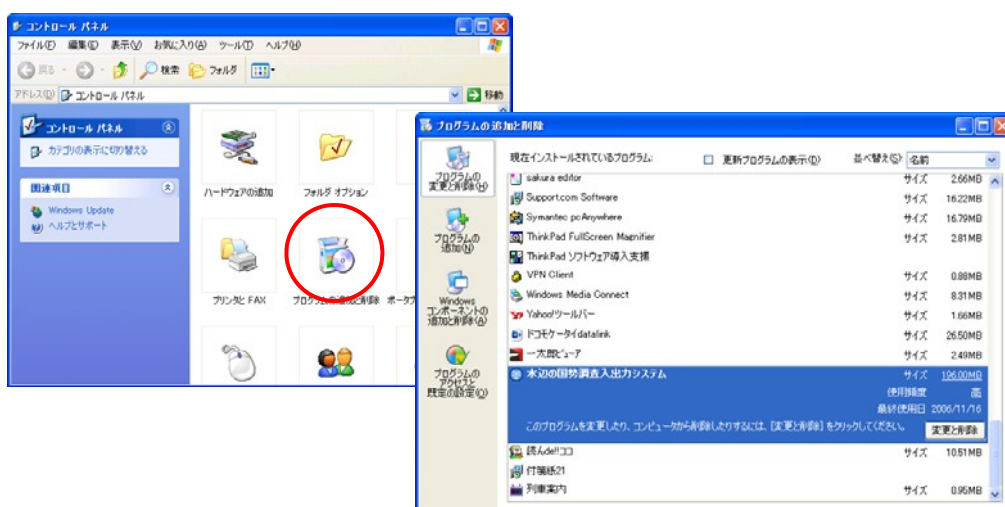 コントロール パネル
ファイル(F) 編集(E) 表示(V) お気に入り(A) ツール(T) ヘルプ(H)
戻る 検索 フォルダ
アドレス(D) コントロール パネル 移動
コントロール パネル
カテゴリの表示に切り替える
関連項目
Windows Update
ヘルプとサポート
ハードウェアの追加 フォルダ オプション
プリンタと FAX プログラムの追加と削除
プログラムの追加と削除
プログラムの変更と削除(H)
プログラムの追加(N)
Windows コンポーネントの追加と削除(A)
プログラムのアクセスと既定の設定(O)
現在インストールされているプログラム: 更新プログラムの表示(D) 並べ替え(S): 名前
sakura editor サイズ 2.66MB
Support.com Software サイズ 16.22MB
Symantec pcAnywhere サイズ 16.79MB
ThinkPad FullScreen Magnifier サイズ 2.81MB
ThinkPad ソフトウェア導入支援
VPN Client サイズ 0.88MB
Windows Media Connect サイズ 8.31MB
Yahoo!ツールバー サイズ 1.66MB
ドコモケータイdatalink サイズ 26.50MB
一太郎ビューア サイズ 2.49MB
水辺の国勢調査入出力システム サイズ 196.00MB
使用頻度 高
最終使用日 2006/11/16
このプログラムを変更したり、コンピュータから削除したりするには、[変更と削除] をクリックしてください。 変更と削除
読んde!!ココ サイズ 10.51MB
付箋紙21
列車案内 サイズ 0.95MB